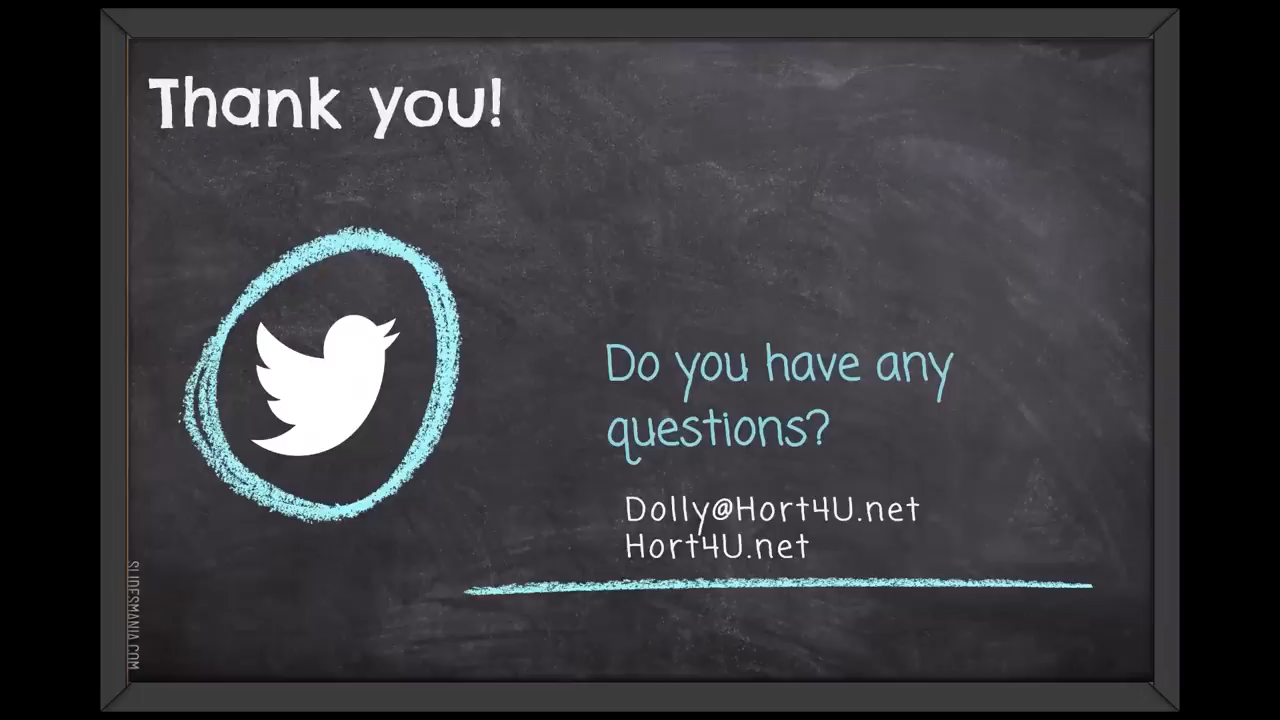 Thank you!
Do you have any
questions?
Dolly@Hort4U.net
Hort4U.net
SLIDESMANIA.COM